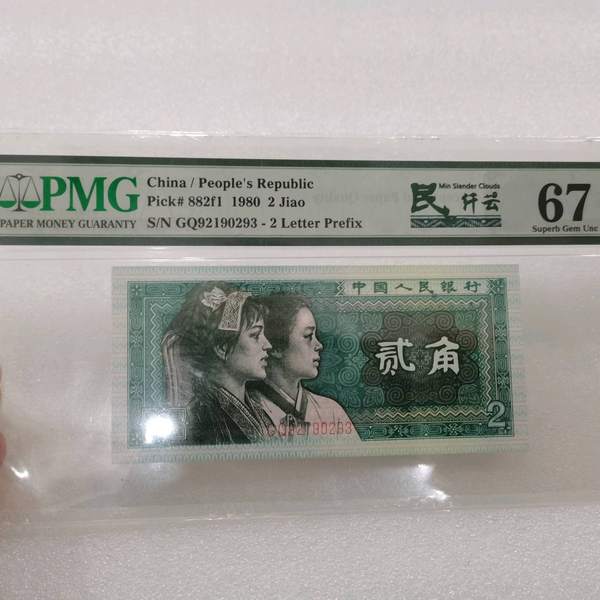 PMG
PAPER MONEY GUARANTY
China / People's Republic
Pick# 882f1 1980 2 Jiao
S/N GQ92190293 - 2 Letter Prefix
民
Min Slender Clouds
纤云
67
Superb Gem Unc
中国人民银行
贰角
GQ92190293
2